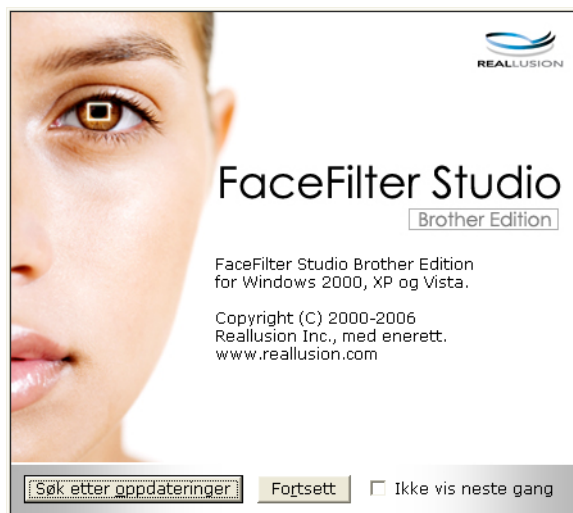 REALLUSION
FaceFilter Studio
Brother Edition
FaceFilter Studio Brother Edition
for Windows 2000, XP og Vista.
Copyright (C) 2000-2006
Reallusion Inc., med enerett.
www.reallusion.com
Søk etter oppdateringer Fortsett Ikke vis neste gang